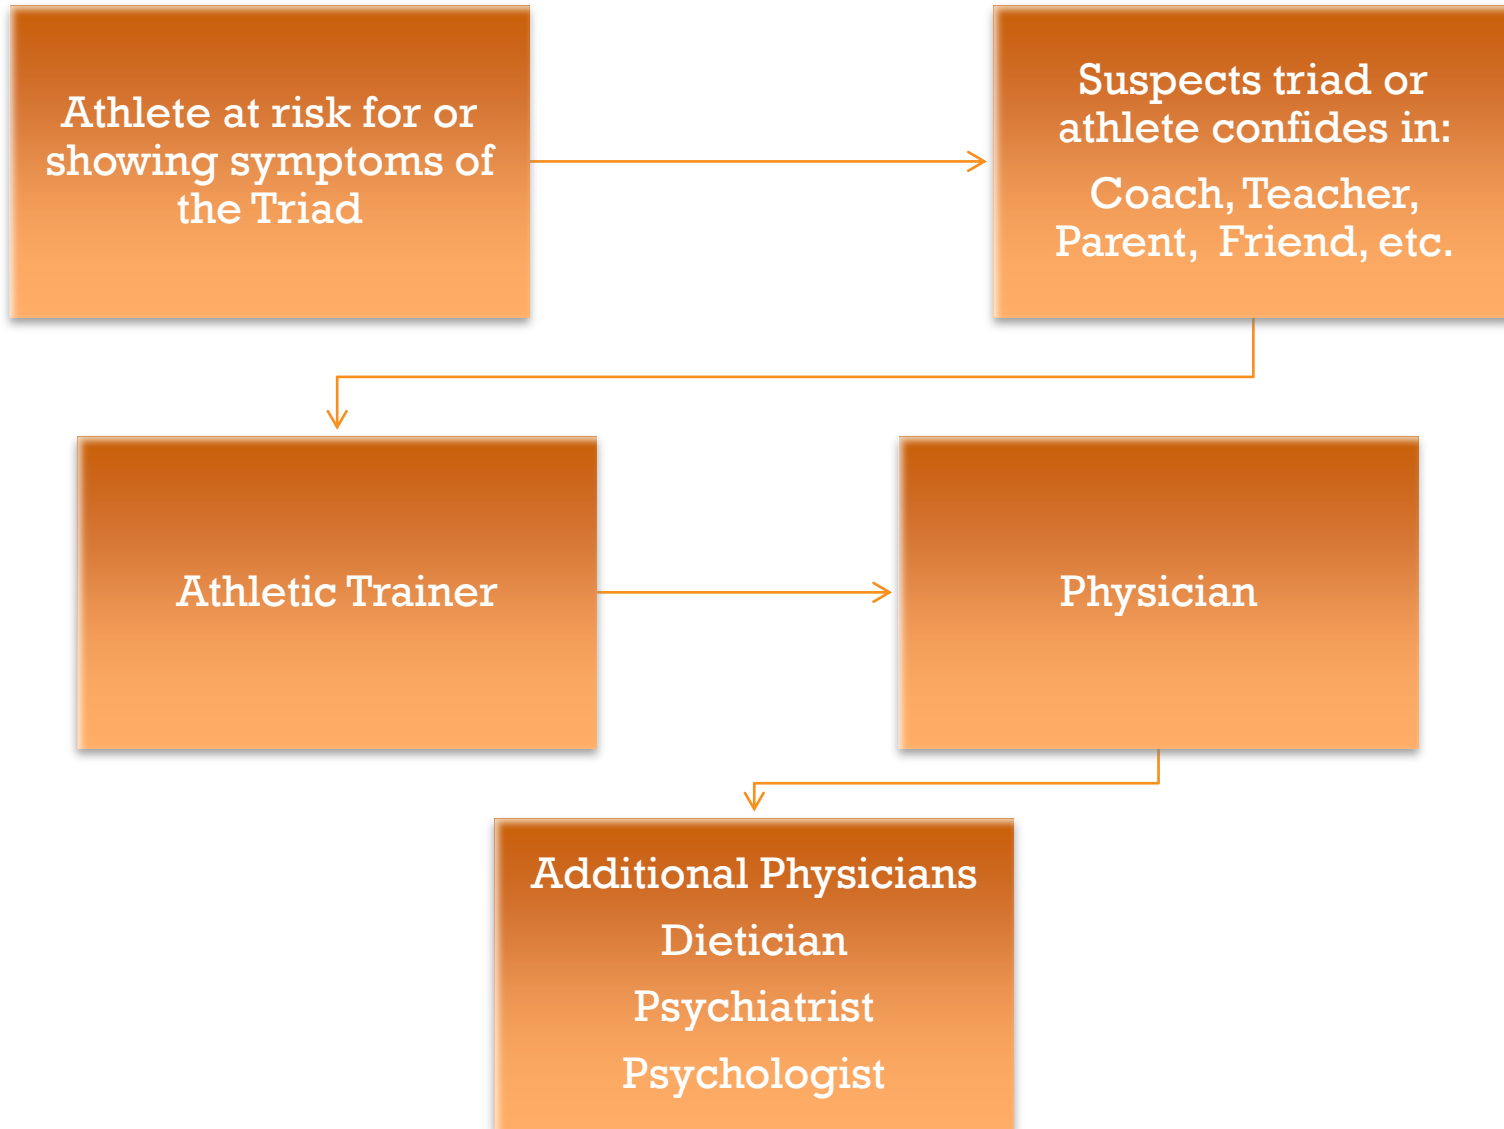 Athlete at risk for or
showing symptoms of
the Triad
Suspects triad or
athlete confides in:
Coach, Teacher,
Parent,  Friend, etc.
Athletic Trainer
Physician
Additional Physicians
Dietician
Psychiatrist
Psychologist